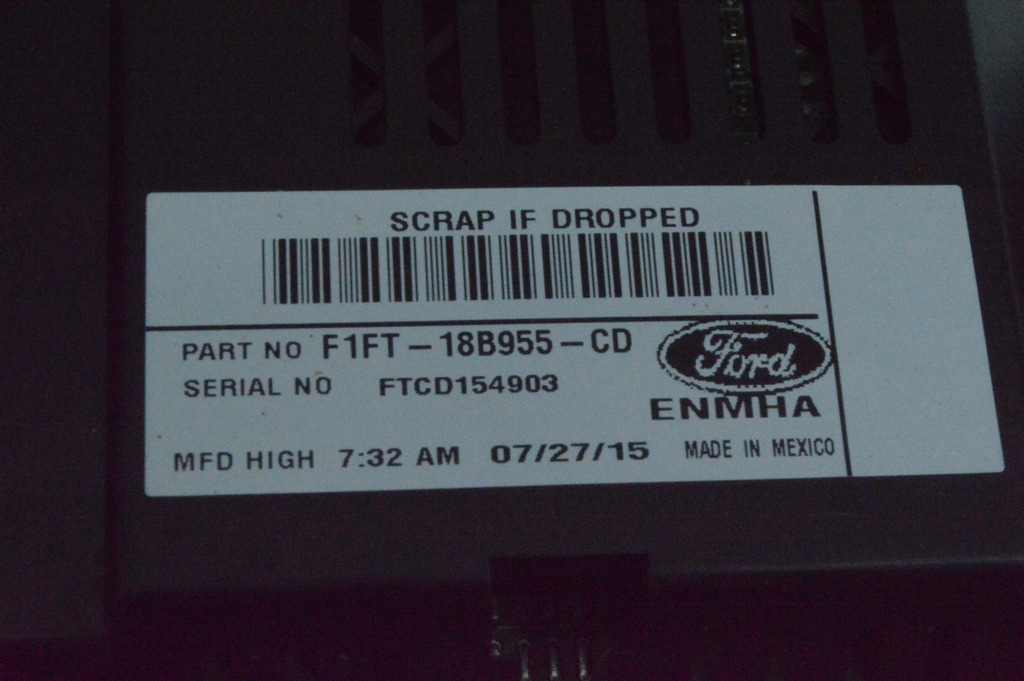 SCRAP IF DROPPED
PART NO F1FT-18B955-CD
SERIAL NO FTCD154903
Ford
ENMHA
MFD HIGH 7:32 AM 07/27/15 MADE IN MEXICO